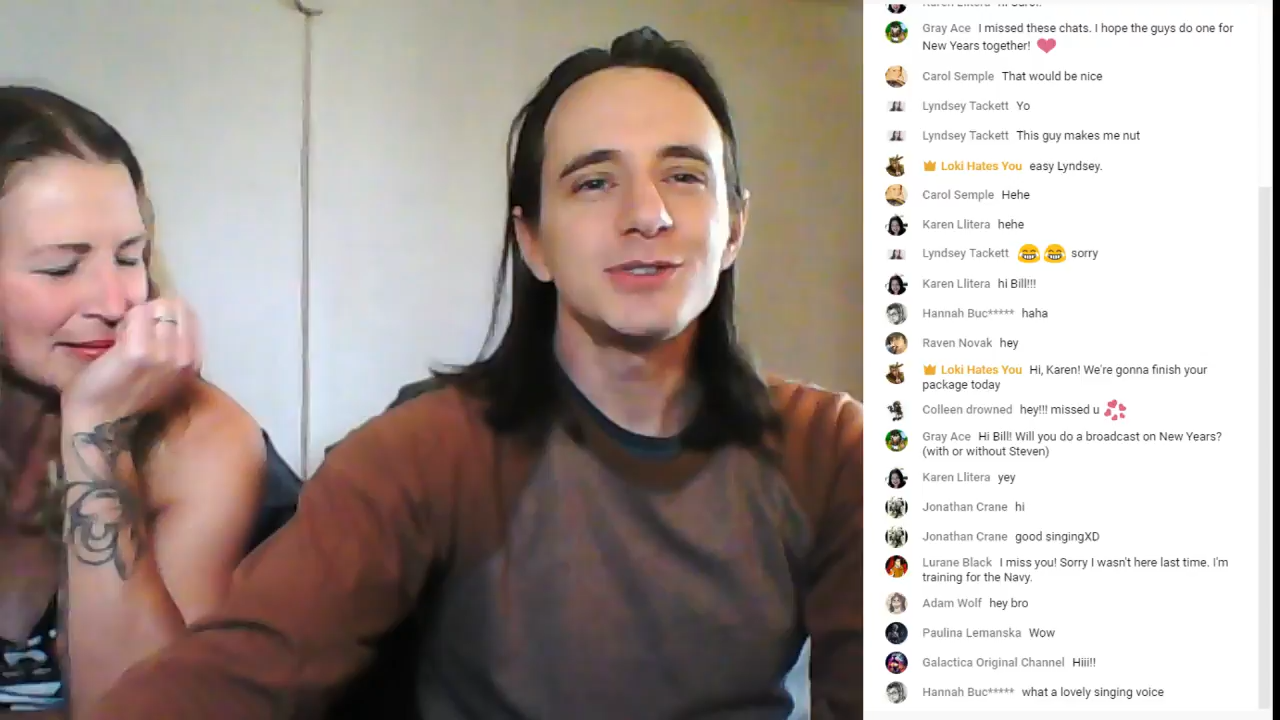 Gray Ace I missed these chats. I hope the guys do one for
New Years together!
Carol Semple That would be nice
Lyndsey Tackett Yo
Lyndsey Tackett This guy makes me nut
Loki Hates You easy Lyndsey.
Carol Semple Hehe
Karen Llitera hehe
Lyndsey Tackett 😂😂 sorry
Karen Llitera hi Bill!!!
Hannah Buc***** haha
Raven Novak hey
Loki Hates You Hi, Karen! We're gonna finish your
package today
Colleen drowned hey!!! missed u
Gray Ace Hi Bill! Will you do a broadcast on New Years?
(with or without Steven)
Karen Llitera yey
Jonathan Crane hi
Jonathan Crane good singingXD
Lurane Black I miss you! Sorry I wasn't here last time. I'm
training for the Navy.
Adam Wolf hey bro
Paulina Lemanska Wow
Galactica Original Channel Hiii!!
Hannah Buc***** what a lovely singing voice